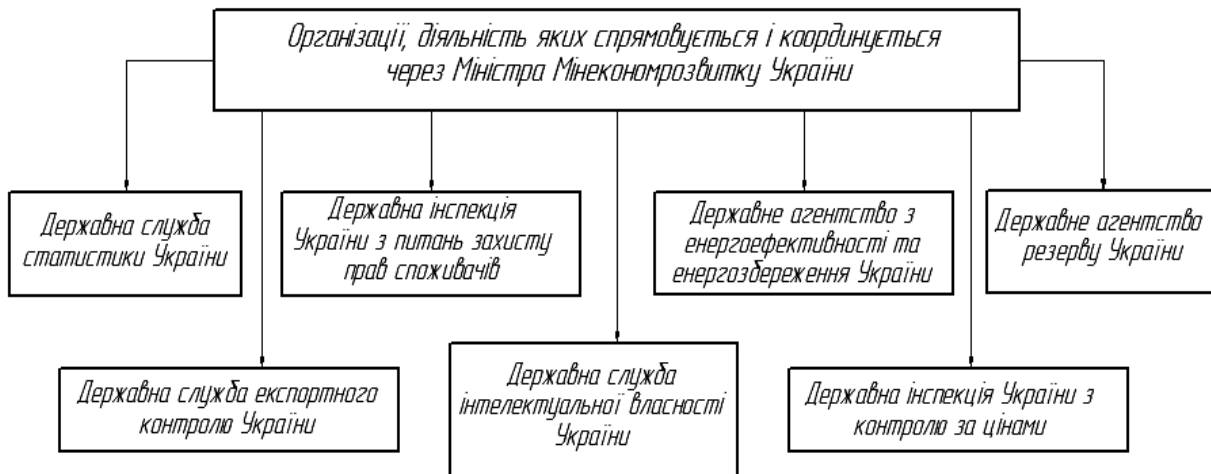 Організації, діяльність яких спрямовується і координується
через Міністра Мінекономрозвитку України
Державна служба
статистики України
Державна інспекція
України з питань захисту
прав споживачів
Державне агентство з
енергоефективності та
енергозбереження України
Державне агентство
резерву України
Державна служба експортного
контролю України
Державна служба
інтелектуальної власності
України
Державна інспекція України з
контролю за цінами